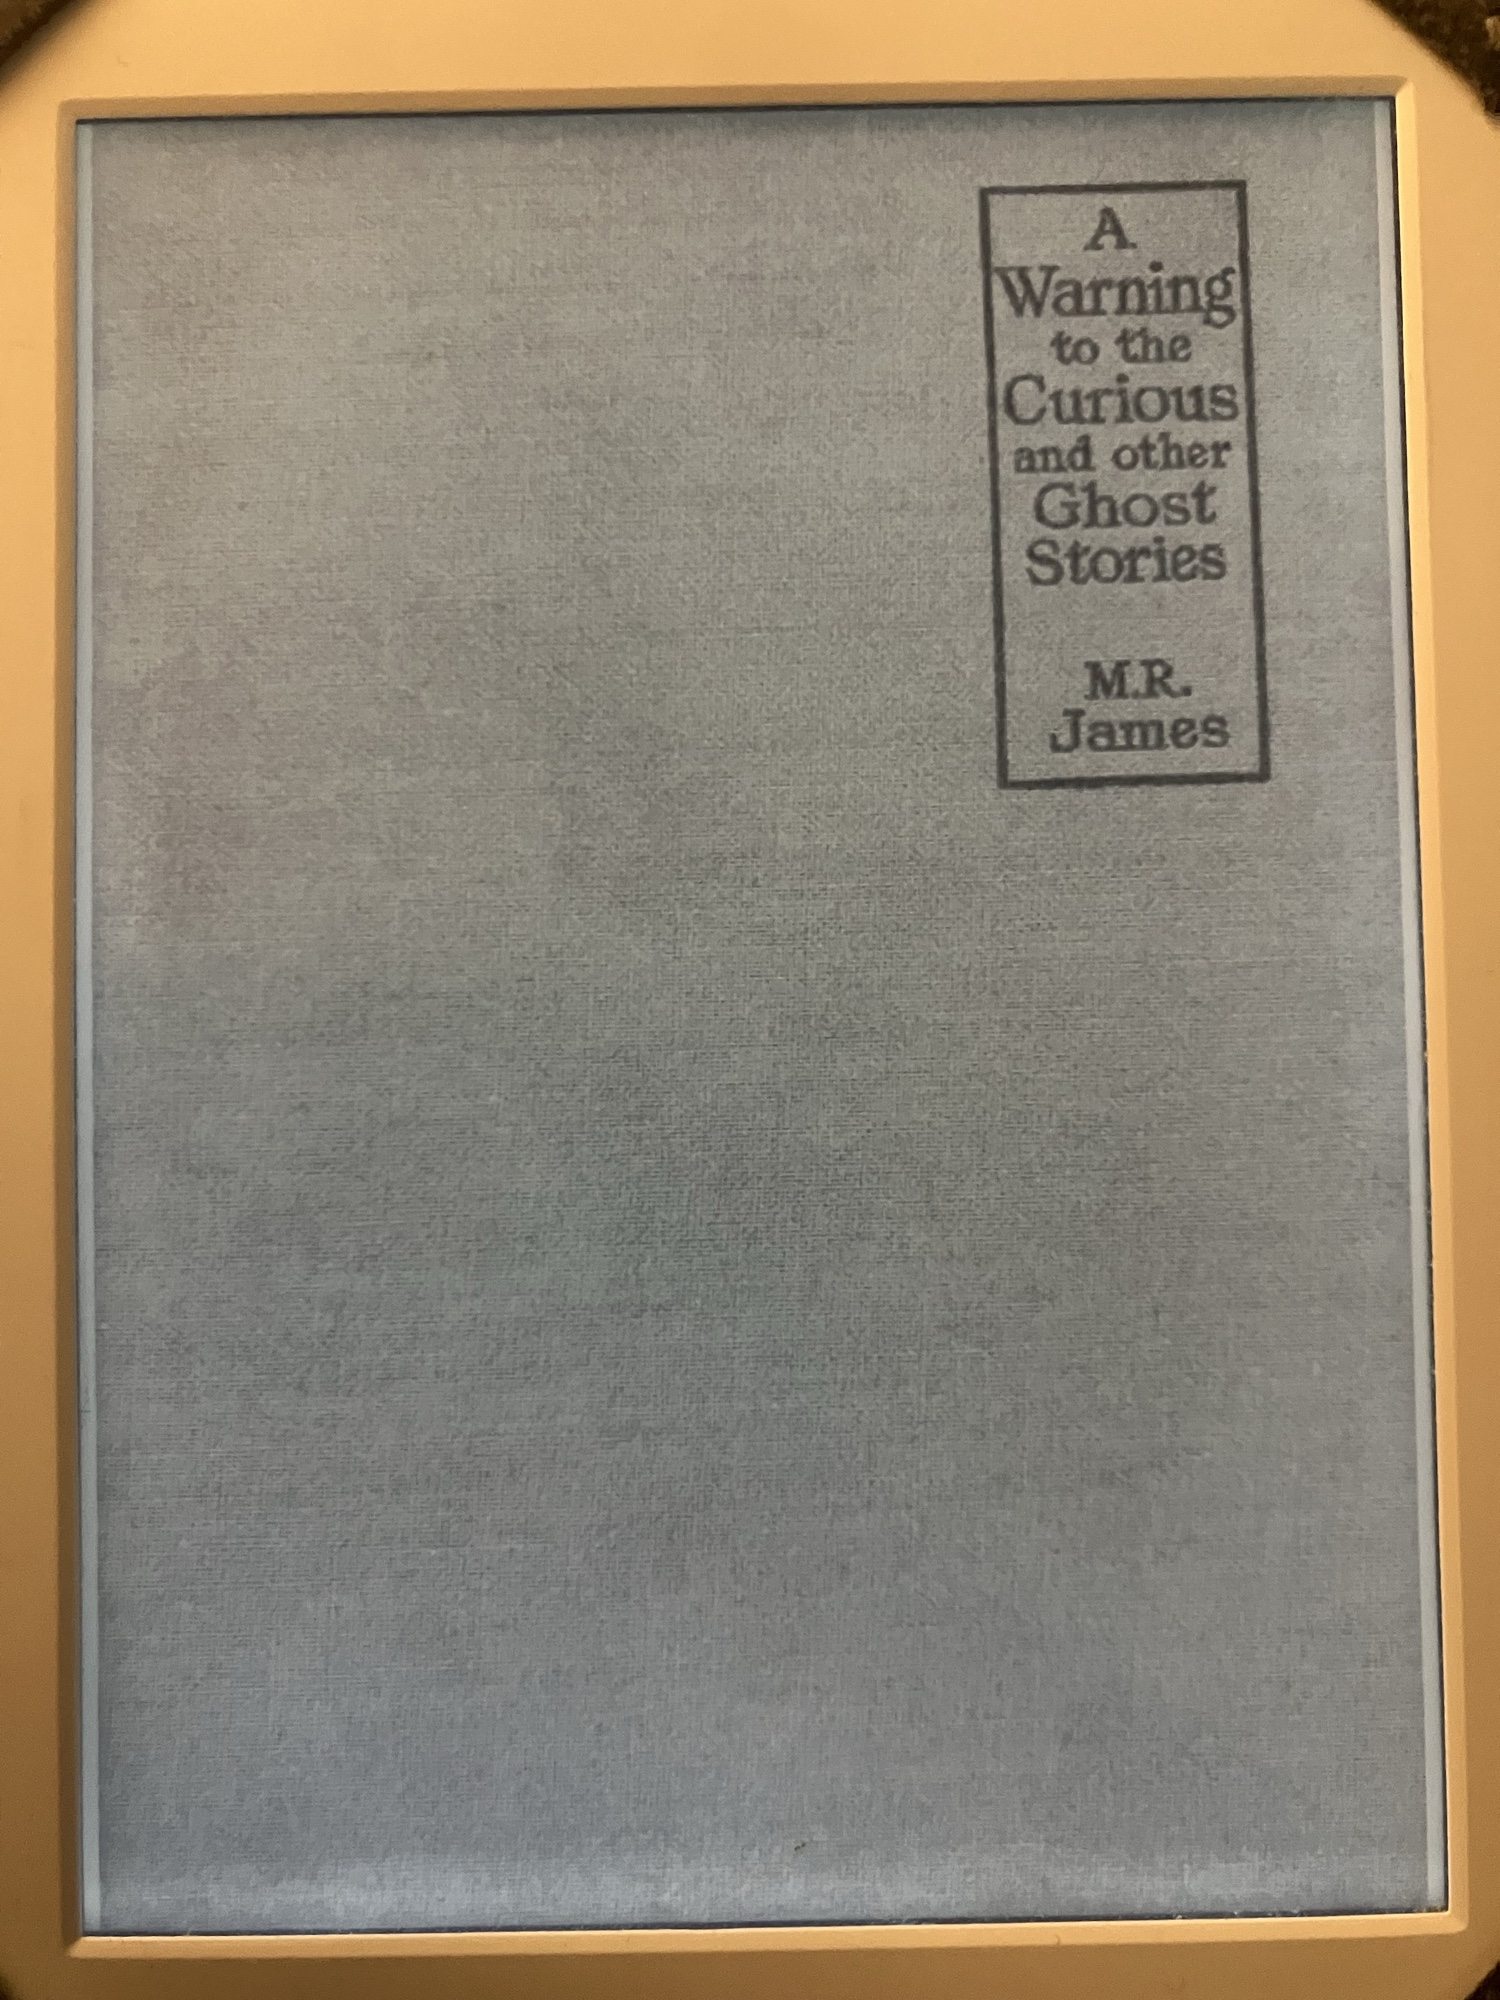 A
Warning
to the
Curious
and other
Ghost
Stories
M.R.
James